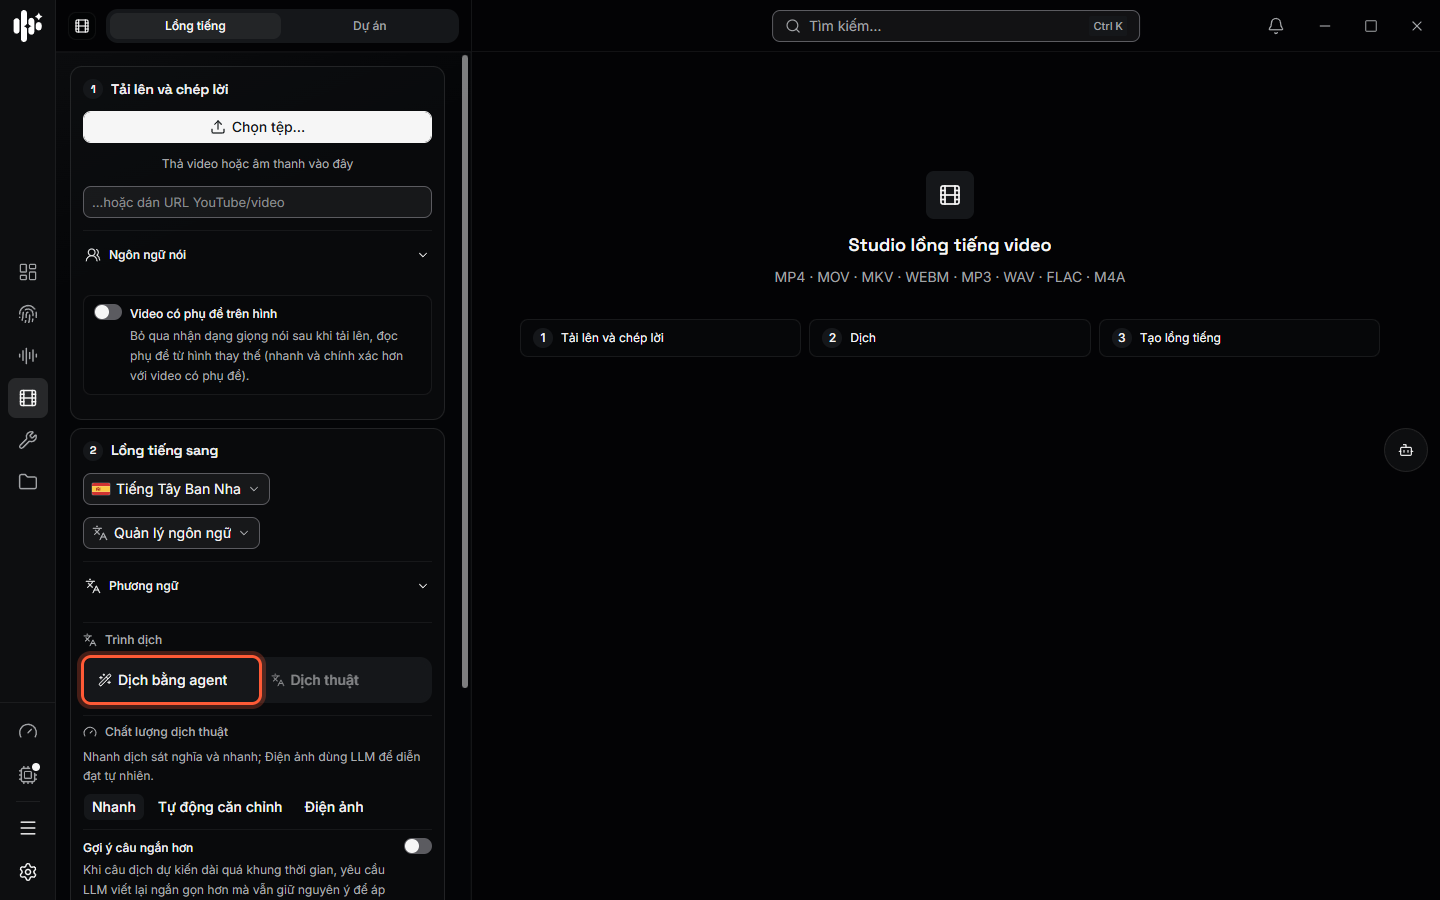 Lồng tiếng
Dự án
Tìm kiếm...
Ctrl K
1
Tải lên và chép lời
Chọn tệp...
Thả video hoặc âm thanh vào đây
...hoặc dán URL YouTube/video
Ngôn ngữ nói
Video có phụ đề trên hình
Bỏ qua nhận dạng giọng nói sau khi tải lên, đọc
phụ đề từ hình thay thế (nhanh và chính xác hơn
với video có phụ đề).
2
Lồng tiếng sang
Tiếng Tây Ban Nha
Quản lý ngôn ngữ
Phương ngữ
Trình dịch
Dịch bằng agent
Dịch thuật
Chất lượng dịch thuật
Nhanh dịch sát nghĩa và nhanh; Điện ảnh dùng LLM để diễn
đạt tự nhiên.
Nhanh
Tự động căn chỉnh
Điện ảnh
Gợi ý câu ngắn hơn
Khi câu dịch dự kiến dài quá khung thời gian, yêu cầu
LLM viết lại ngắn gọn hơn mà vẫn giữ nguyên ý để áp
Studio lồng tiếng video
MP4 · MOV · MKV · WEBM · MP3 · WAV · FLAC · M4A
1 Tải lên và chép lời
2 Dịch
3 Tạo lồng tiếng